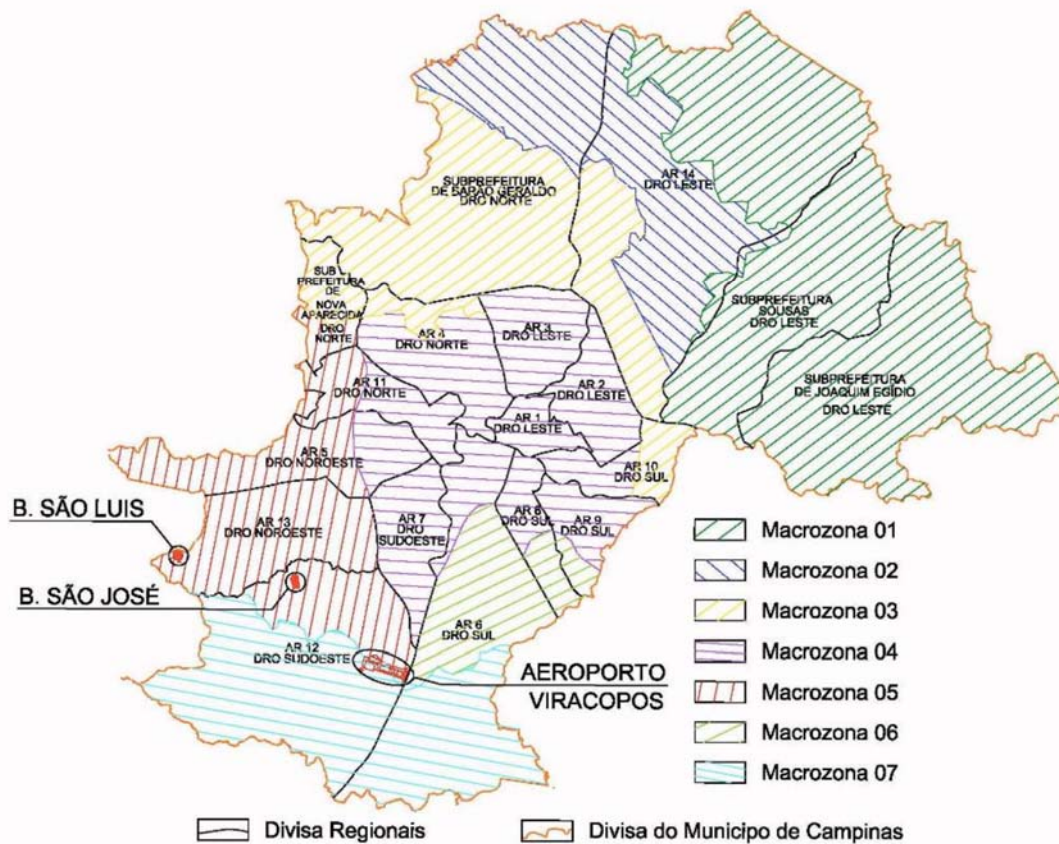 SUBPREFEITURA
DE BARÃO GERALDO
DRO NORTE
AR 14
DRO LESTE
SUB
PREFEITURA
DE
NOVA
APARECIDA
DRO
NORTE
AR 4
DRO NORTE
AR 3
DRO LESTE
SUBPREFEITURA
SOUSAS
DRO LESTE
AR 11
DRO NORTE
AR 2
DRO LESTE
SUBPREFEITURA
DE JOAQUIM EGÍDIO
DRO LESTE
AR 1
DRO LESTE
AR 5
DRO NOROESTE
AR 10
DRO SUL
B. SÃO LUIS
AR 13
DRO NOROESTE
AR 7
DRO
SUDOESTE
AR 8
DRO SUL
AR 9
DRO SUL
B. SÃO JOSÉ
AR 6
DRO SUL
AR 12
DRO SUDOESTE
AEROPORTO
VIRACOPOS
Macrozona 01
Macrozona 02
Macrozona 03
Macrozona 04
Macrozona 05
Macrozona 06
Macrozona 07
Divisa Regionais
Divisa do Municipo de Campinas